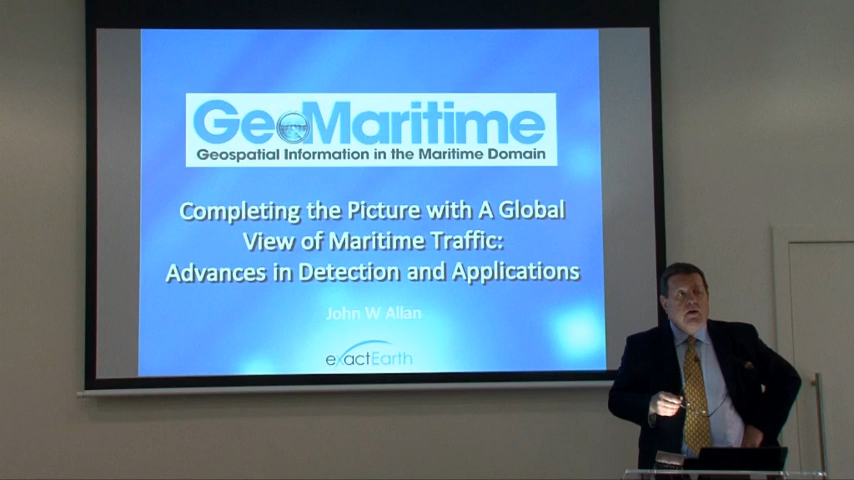 GeoMaritime
Geospatial Information in the Maritime Domain
Completing the Picture with A Global
View of Maritime Traffic:
Advances in Detection and Applications
John W Allan
exactEarth